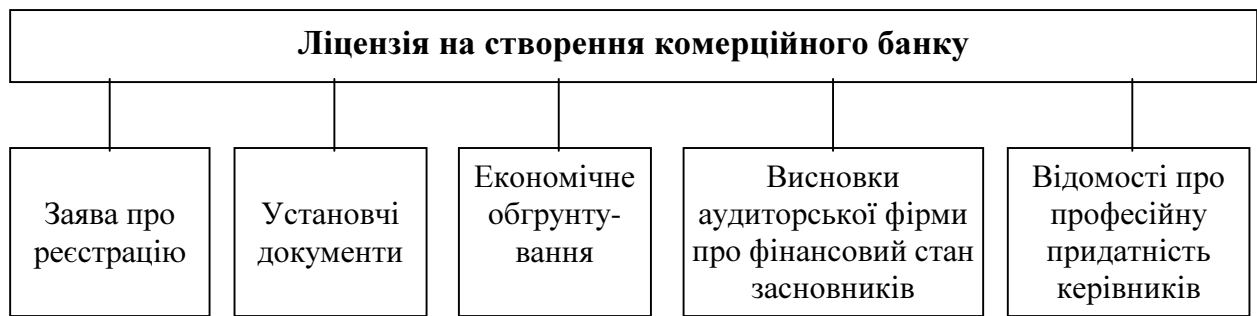 Ліцензія на створення комерційного банку
Заява про
реєстрацію
Установчі
документи
Економічне
обгрунту-
вання
Висновки
аудиторської фірми
про фінансовий стан
засновників
Відомості про
професійну
придатність
керівників